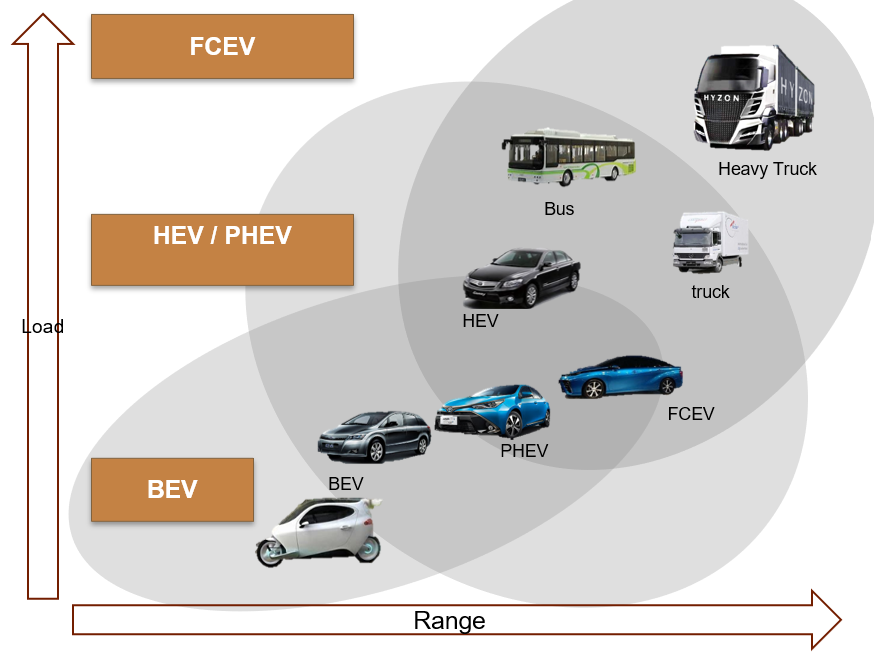 FCEV
HYZON
HYZON
Heavy Truck
Bus
HEV / PHEV
truck
HEV
Load
FCEV
PHEV
BEV
BEV
Range